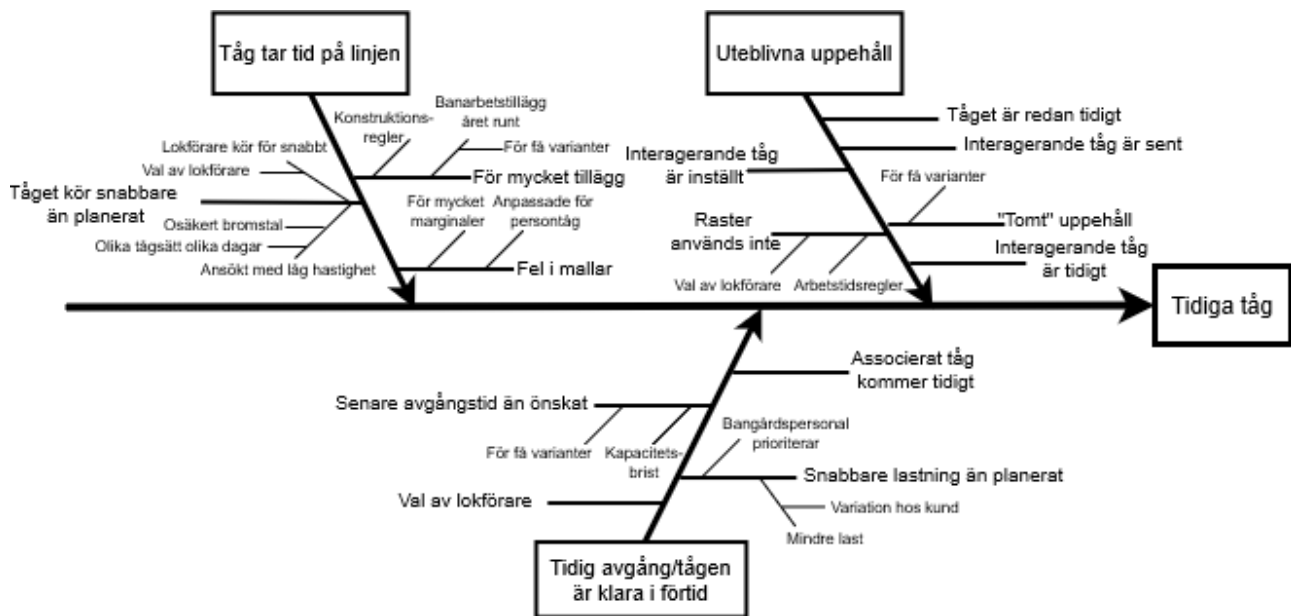 Tåg tar tid på linjen
Uteblivna uppehåll
Konstruktions-
regler
Banarbetstillägg
året runt
Lokförare kör för snabbt
Val av lokförare
För få varianter
För mycket tillägg
Tåget kör snabbare
än planerat
Osäkert bromstal
Olika tågsätt olika dagar
Ansökt med låg hastighet
För mycket
marginaler
Anpassade för
persontåg
Fel i mallar
Tåget är redan tidigt
Interagerande tåg är sent
Interagerande tåg
är inställt
För få varianter
Raster
används inte
"Tomt" uppehåll
Interagerande tåg
är tidigt
Val av lokförare
Arbetstidsregler
Tidiga tåg
Associerat tåg
kommer tidigt
Senare avgångstid än önskat
För få varianter
Kapacitets-
brist
Bangårdspersonal
prioriterar
Snabbare lastning än planerat
Val av lokförare
Variation hos kund
Mindre last
Tidig avgång/tågen
är klara i förtid